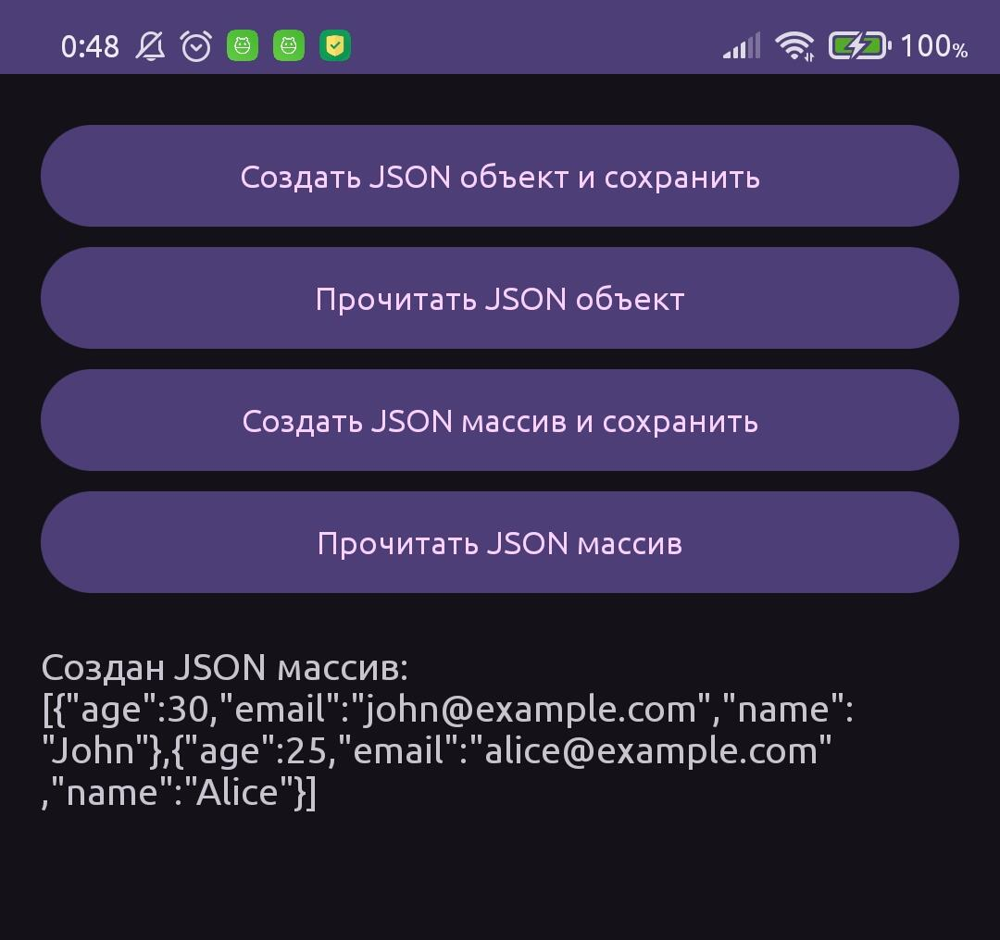 0:48 100%
Создать JSON объект и сохранить
Прочитать JSON объект
Создать JSON массив и сохранить
Прочитать JSON массив
Создан JSON массив:
[{"age":30,"email":"john@example.com","name":
"John"},{"age":25,"email":"alice@example.com"
,"name":"Alice"}]